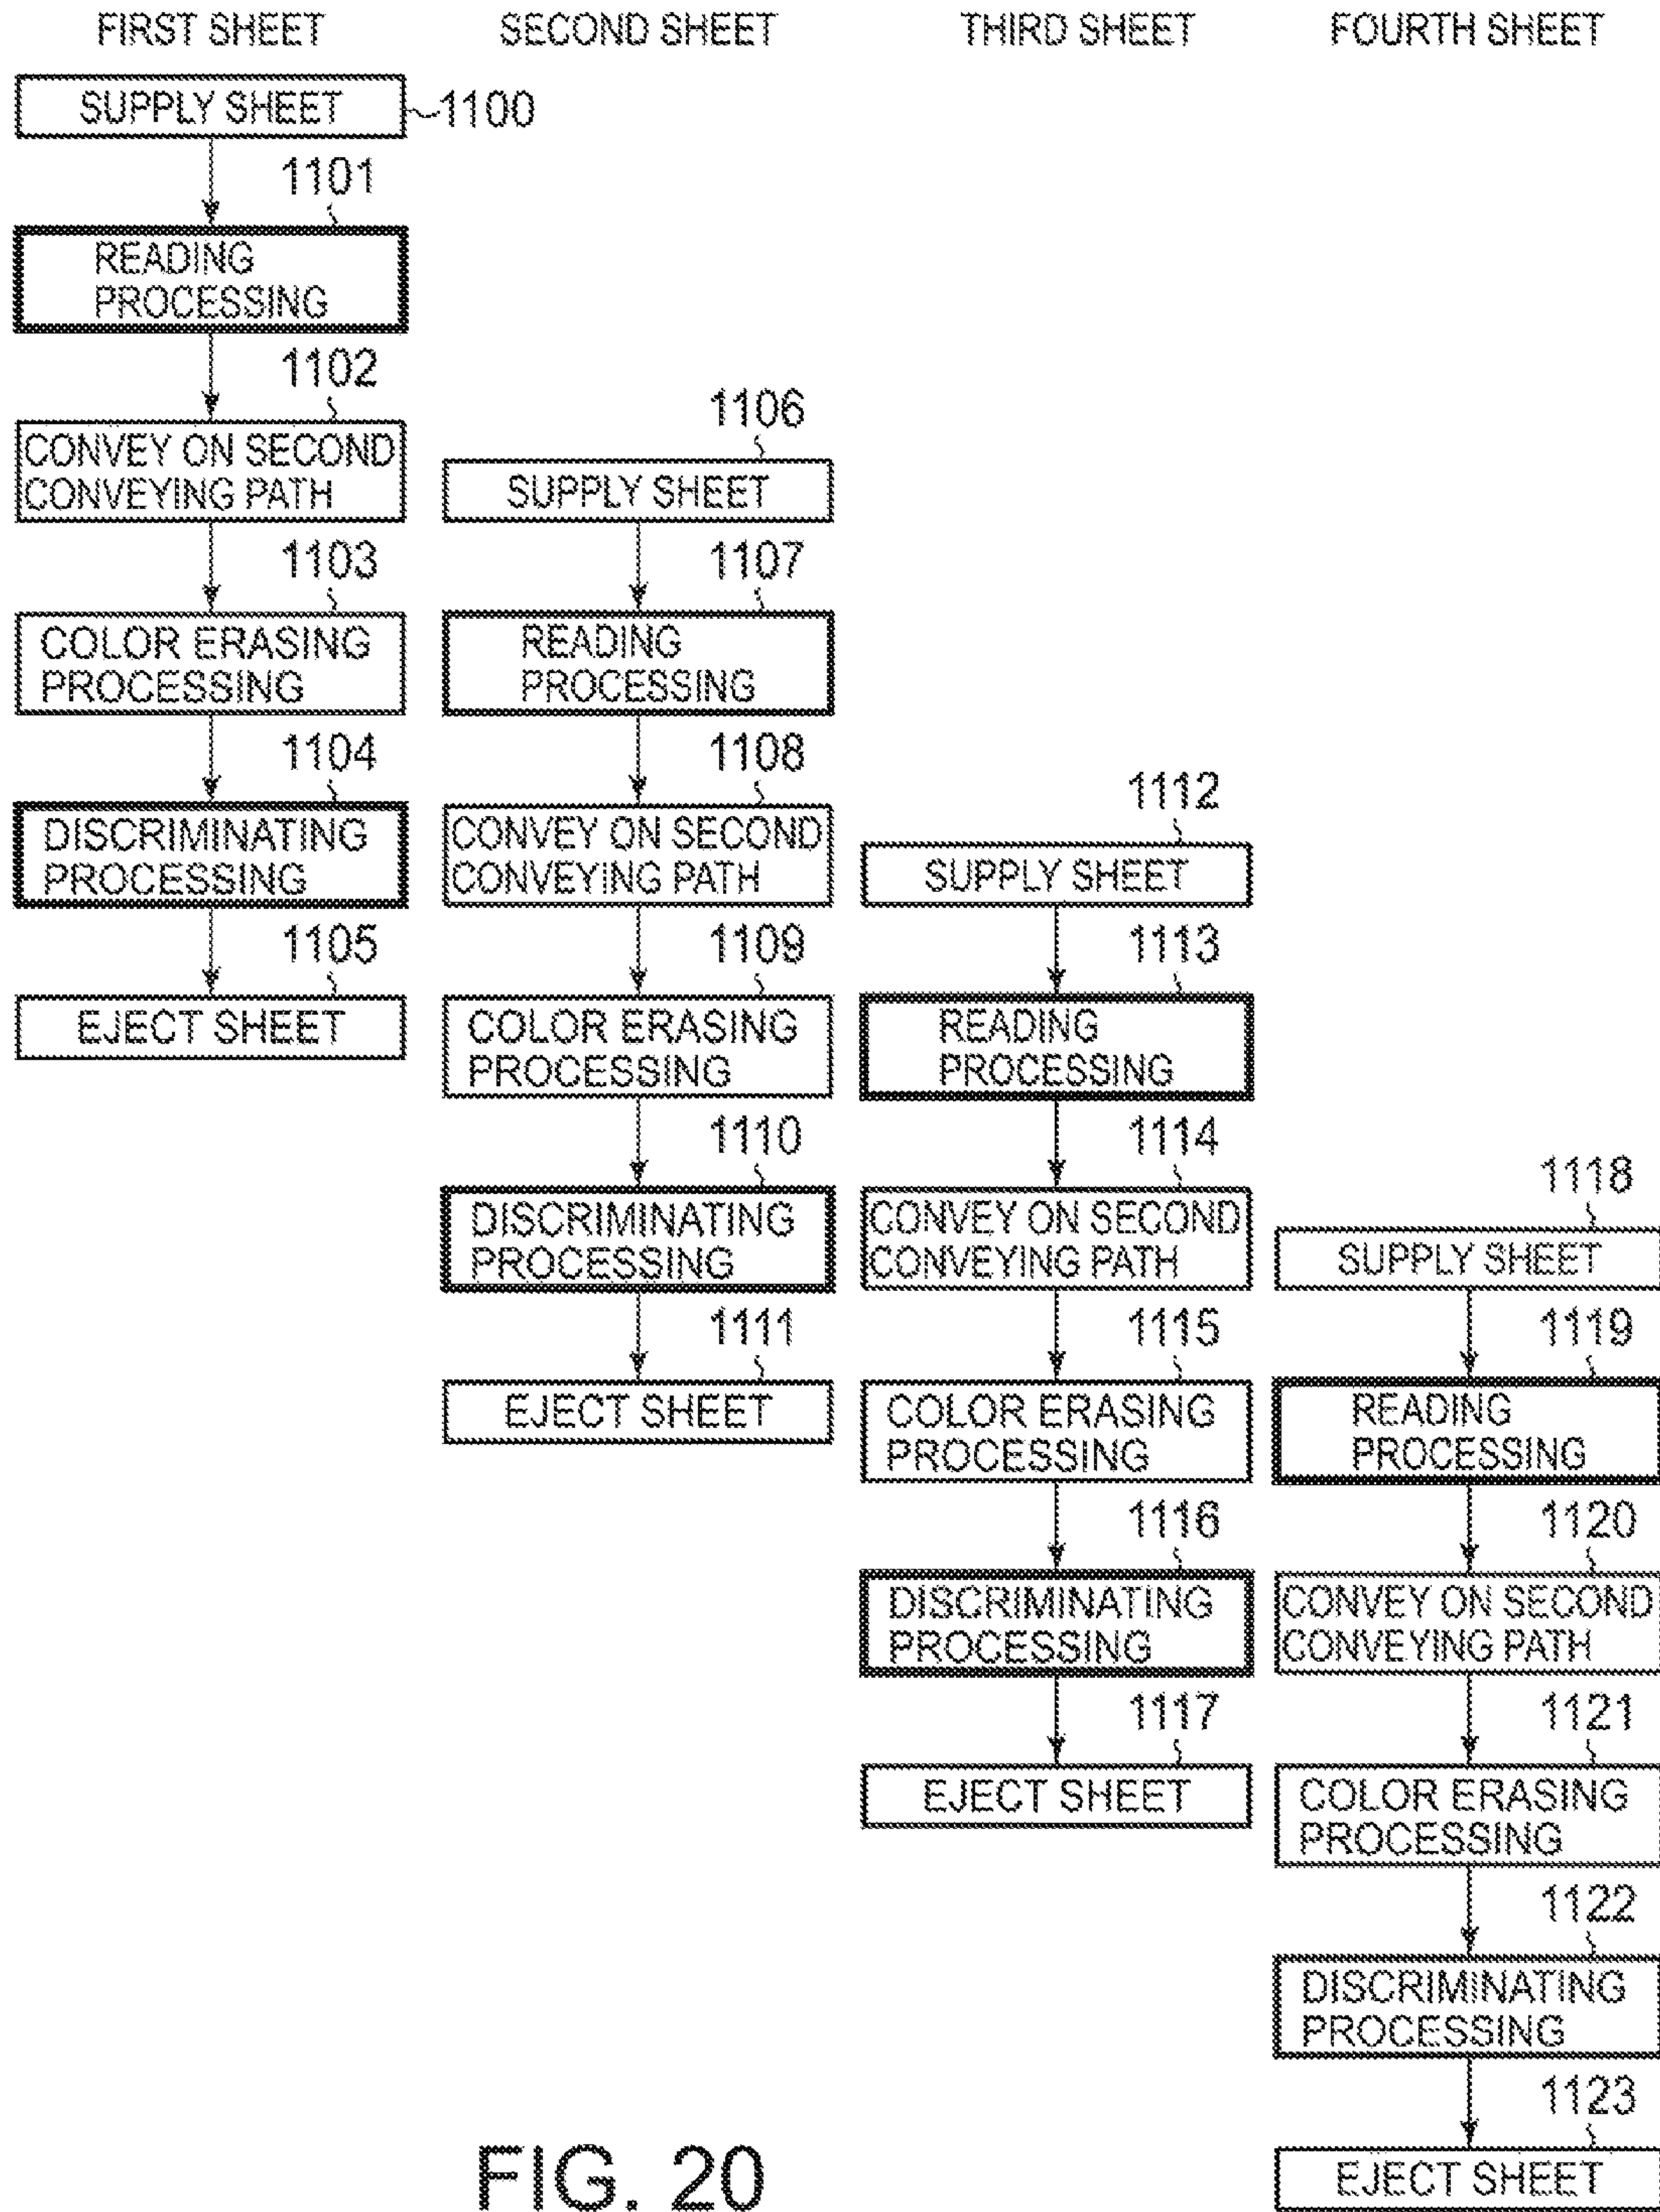 FIRST SHEET
SUPPLY SHEET
1100
1101
READING
PROCESSING
1102
CONVEY ON SECOND
CONVEYING PATH
1103
COLOR ERASING
PROCESSING
1104
DISCRIMINATING
PROCESSING
1105
EJECT SHEET
SECOND SHEET
1106
SUPPLY SHEET
1107
READING
PROCESSING
1108
CONVEY ON SECOND
CONVEYING PATH
1109
COLOR ERASING
PROCESSING
1110
DISCRIMINATING
PROCESSING
1111
EJECT SHEET
THIRD SHEET
1112
SUPPLY SHEET
1113
READING
PROCESSING
1114
CONVEY ON SECOND
CONVEYING PATH
1115
COLOR ERASING
PROCESSING
1116
DISCRIMINATING
PROCESSING
1117
EJECT SHEET
FOURTH SHEET
1118
SUPPLY SHEET
1119
READING
PROCESSING
1120
CONVEY ON SECOND
CONVEYING PATH
1121
COLOR ERASING
PROCESSING
1122
DISCRIMINATING
PROCESSING
1123
EJECT SHEET
FIG. 20